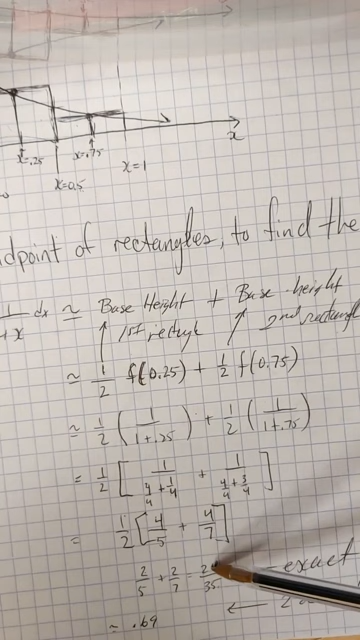 x=.25 x=.75 x
x=0.5 x=1
dpoint of rectangles, to find the
1/+x dx ≃ Base Height + Base height
1st rectngl 2nd rectangle
≃ 1/2 f(0.25) + 1/2 f(0.75)
≃ 1/2 ( 1/1+.25 ) + 1/2 ( 1/1+.75 )
= 1/2 [ 1/4/4+1/4 + 1/4/4+3/4 ]
= 1/2 [ 4/5 + 4/7 ]
2/5 + 2/7 = 24/35 exact
≃ .69 ←